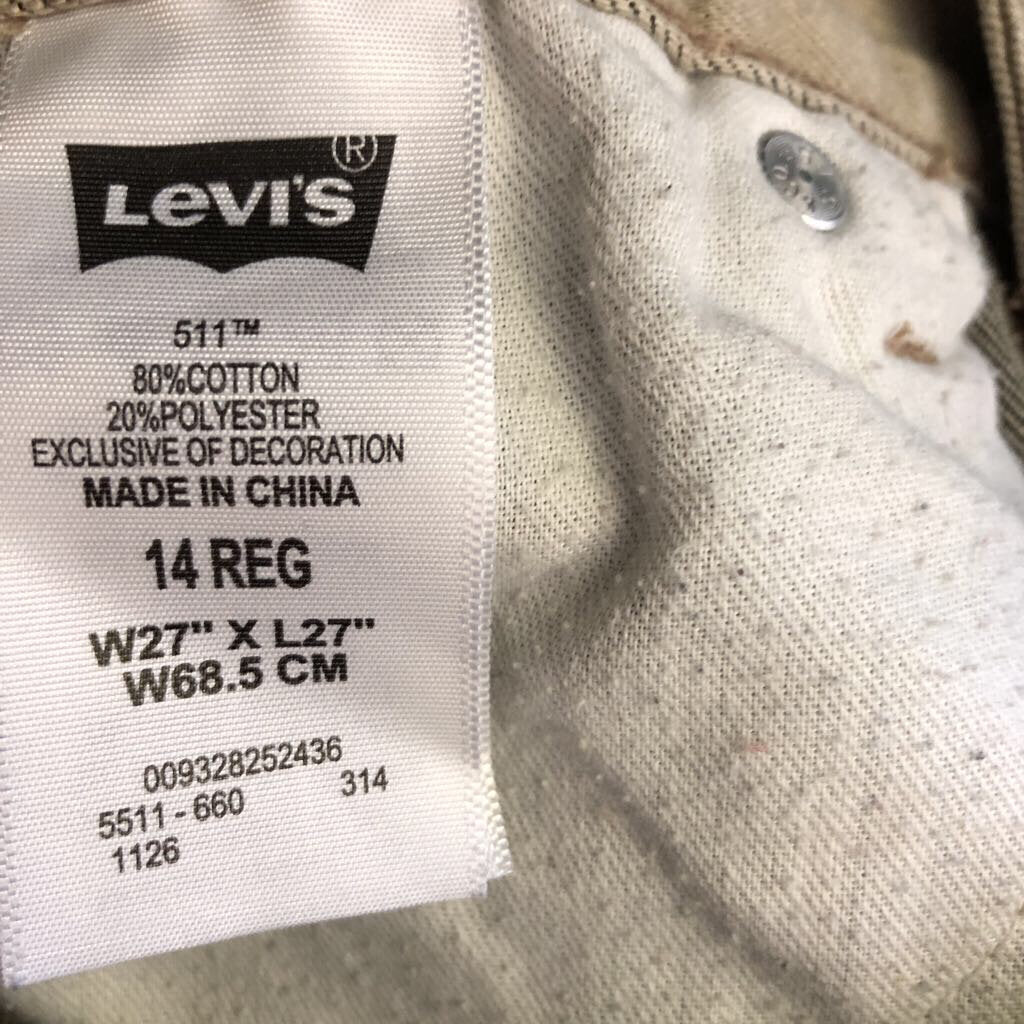 LEVI'S®
511™
80%COTTON
20%POLYESTER
EXCLUSIVE OF DECORATION
MADE IN CHINA
14 REG
W27" X L27"
W68.5 CM
009328252436
5511 - 660 314
1126